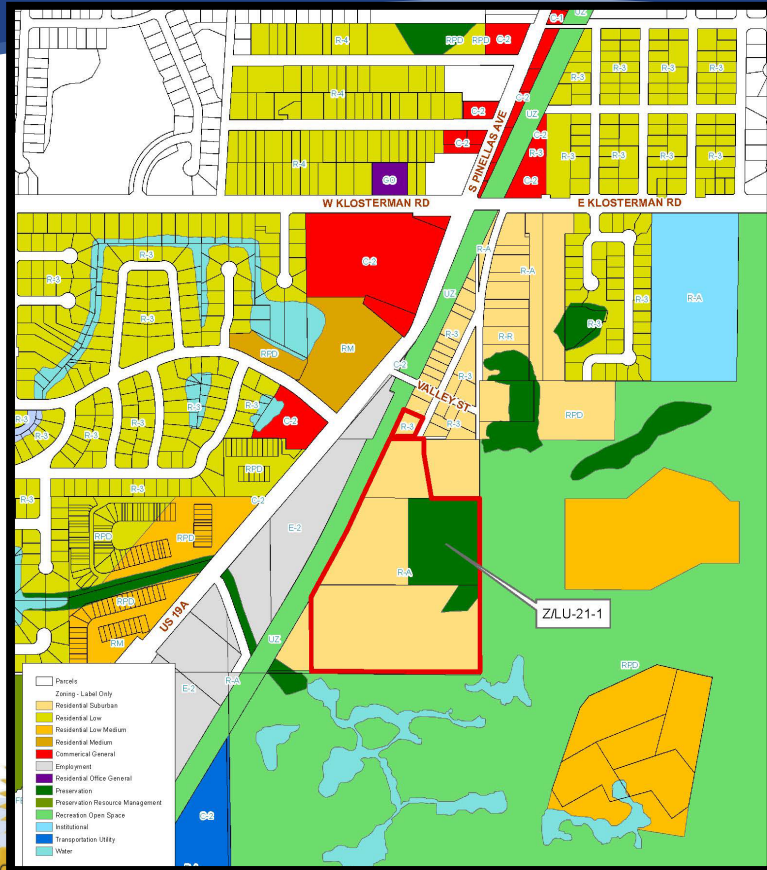 C-1
UZ
R-4
RPD
RPD
C-2
R-3
R-3
R-3
R-3
R-4
C-2
C-2
UZ
S PINELLAS AVE
C-2
C-2
R-3
R-4
GO
C-2
R-3
R-3
R-3
R-3
W KLOSTERMAN RD
E KLOSTERMAN RD
R-3
R-3
C-2
R-A
R-A
R-3
R-A
UZ
R-3
R-3
RPD
RM
R-3
R-R
R-3
C-2
R-3
VALLEY ST
R-3
R-3
R-3
R-3
R-3
R-3
C-2
R-3
R-3
RPD
RPD
R-3
C-2
E-2
RPD
RPD
RPD
R-A
Z/LU-21-1
US 19A
RM
UZ
RPD
R-A
E-2
C-2
Parcels
Zoning - Label Only
Residential Suburban
Residential Low
Residential Low Medium
Residential Medium
Commerical General
Employment
Residential Office General
Preservation
Preservation Resource Management
Recreation Open Space
Institutional
Transportation Utility
Water